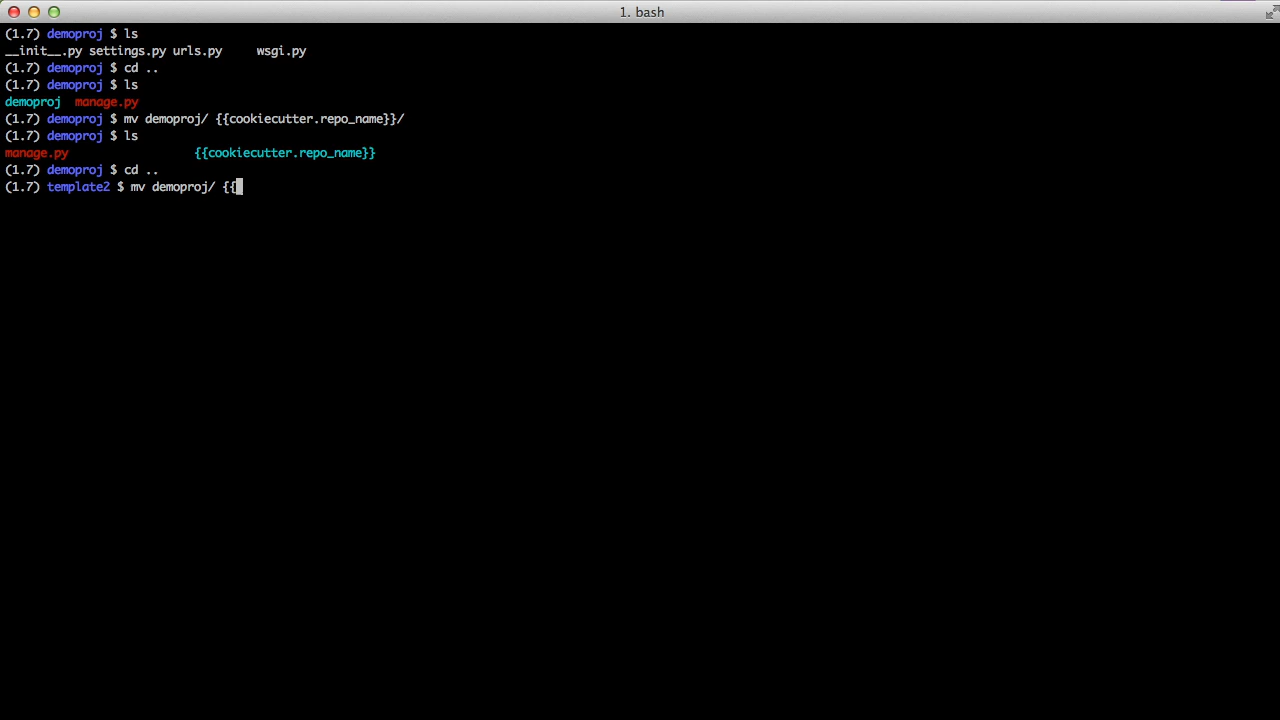 1. bash
(1.7) demoproj $ ls
__init__.py settings.py urls.py     wsgi.py
(1.7) demoproj $ cd ..
(1.7) demoproj $ ls
demoproj  manage.py
(1.7) demoproj $ mv demoproj/ {{cookiecutter.repo_name}}/
(1.7) demoproj $ ls
manage.py                  {{cookiecutter.repo_name}}
(1.7) demoproj $ cd ..
(1.7) template2 $ mv demoproj/ {{